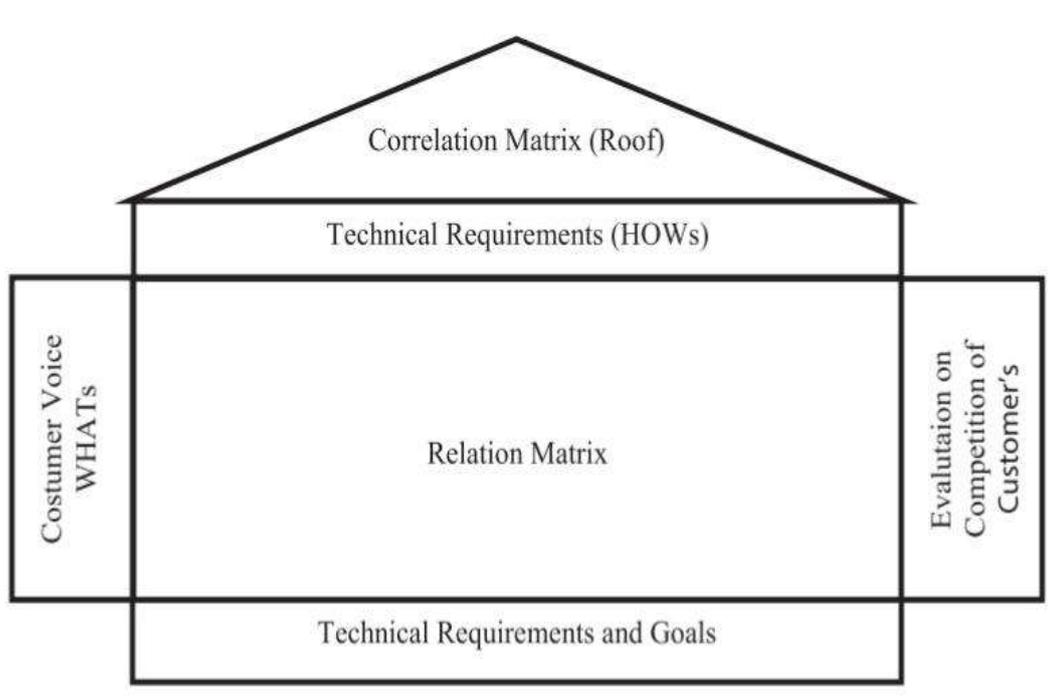 Correlation Matrix (Roof)
Technical Requirements (HOWs)
Costumer Voice
WHATs
Relation Matrix
Evalutaion on
Competition of
Customer's
Technical Requirements and Goals